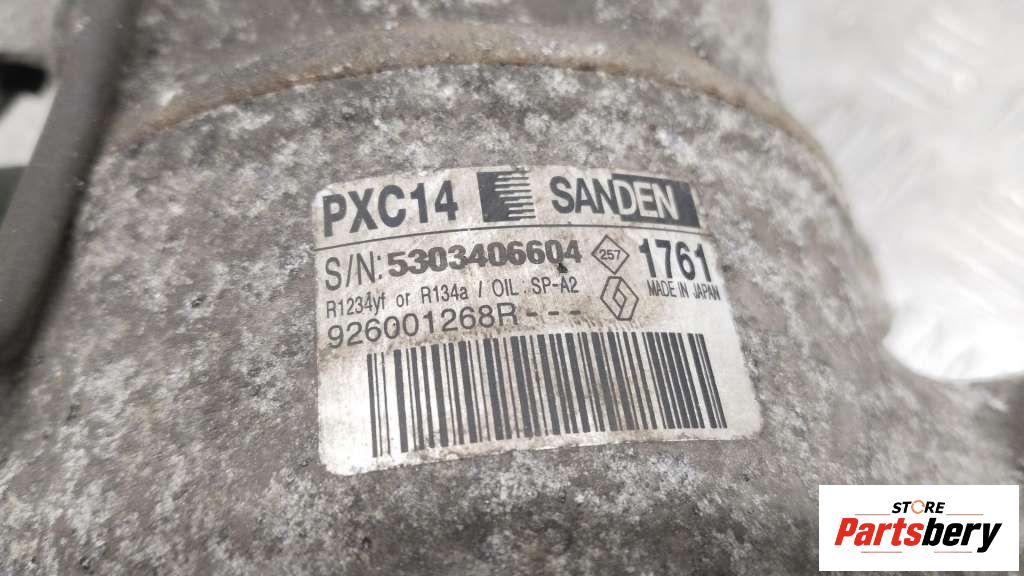 PXC14 SANDEN
S/N: 5303406604 257 1761
R1234yf or R134a / OIL : SP-A2 MADE IN JAPAN
926001268R - - -
STORE
Partsbery